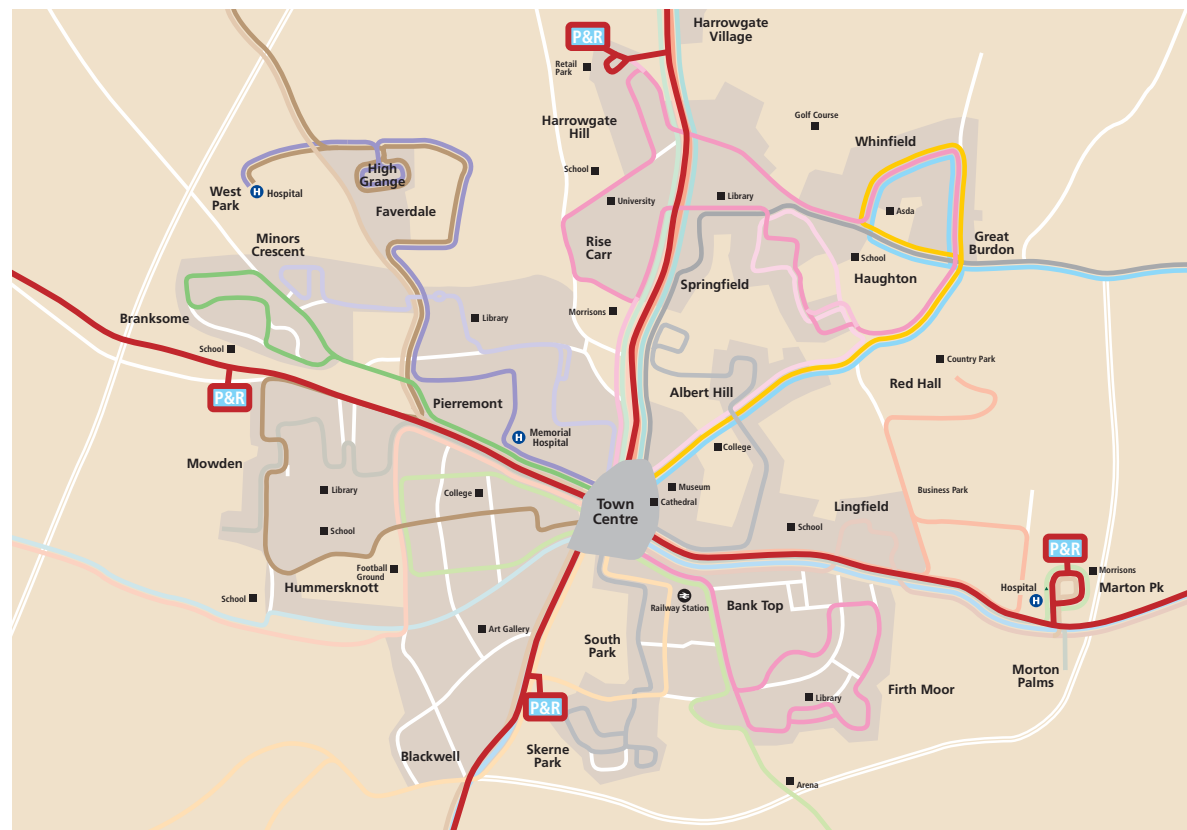 Harrowgate
Village
P&R
Retail
Park
Golf Course
Harrowgate
Hill
Whinfield
School
High
Grange
West
Park
H
Hospital
Library
University
Faverdale
Asda
Minors
Crescent
Rise
Carr
Great
Burdon
School
Haughton
Springfield
Morrisons
Branksome
Library
School
Country Park
Red Hall
P&R
Albert Hill
Pierremont
H
Memorial
Hospital
College
Mowden
Library
College
Museum
Cathedral
Business Park
Town
Centre
Lingfield
School
School
P&R
Football
Ground
Morrisons
Hummersknott
Hospital
H
Marton Pk
School
Railway Station
Bank Top
Art Gallery
South
Park
Morton
Palms
Firth Moor
Library
P&R
Blackwell
Skerne
Park
Arena